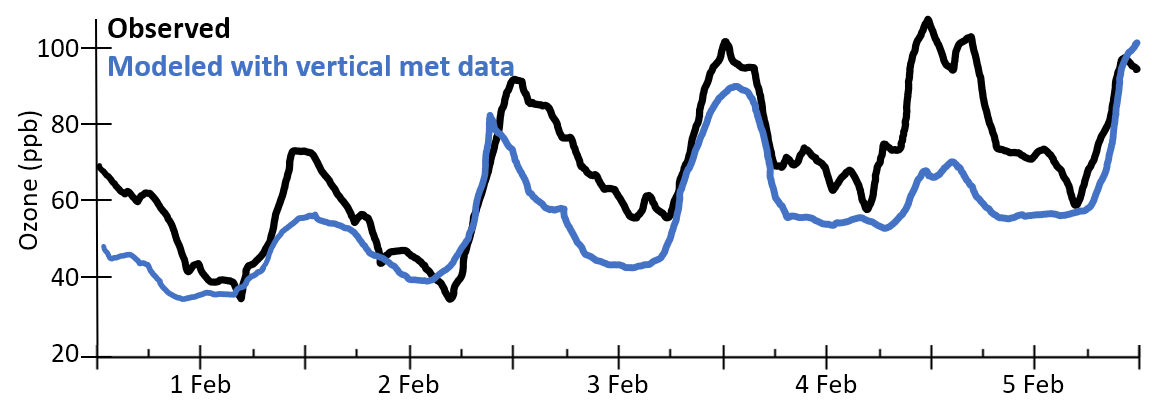 Observed
Modeled with vertical met data
Ozone (ppb)
100
80
60
40
20
1 Feb
2 Feb
3 Feb
4 Feb
5 Feb